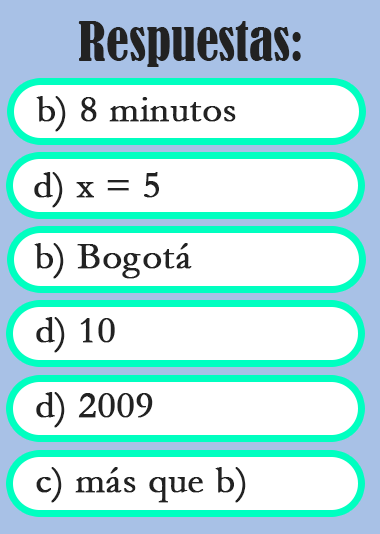 Respuestas:
b) 8 minutos
d) x = 5
b) Bogotá
d) 10
d) 2009
c) más que b)